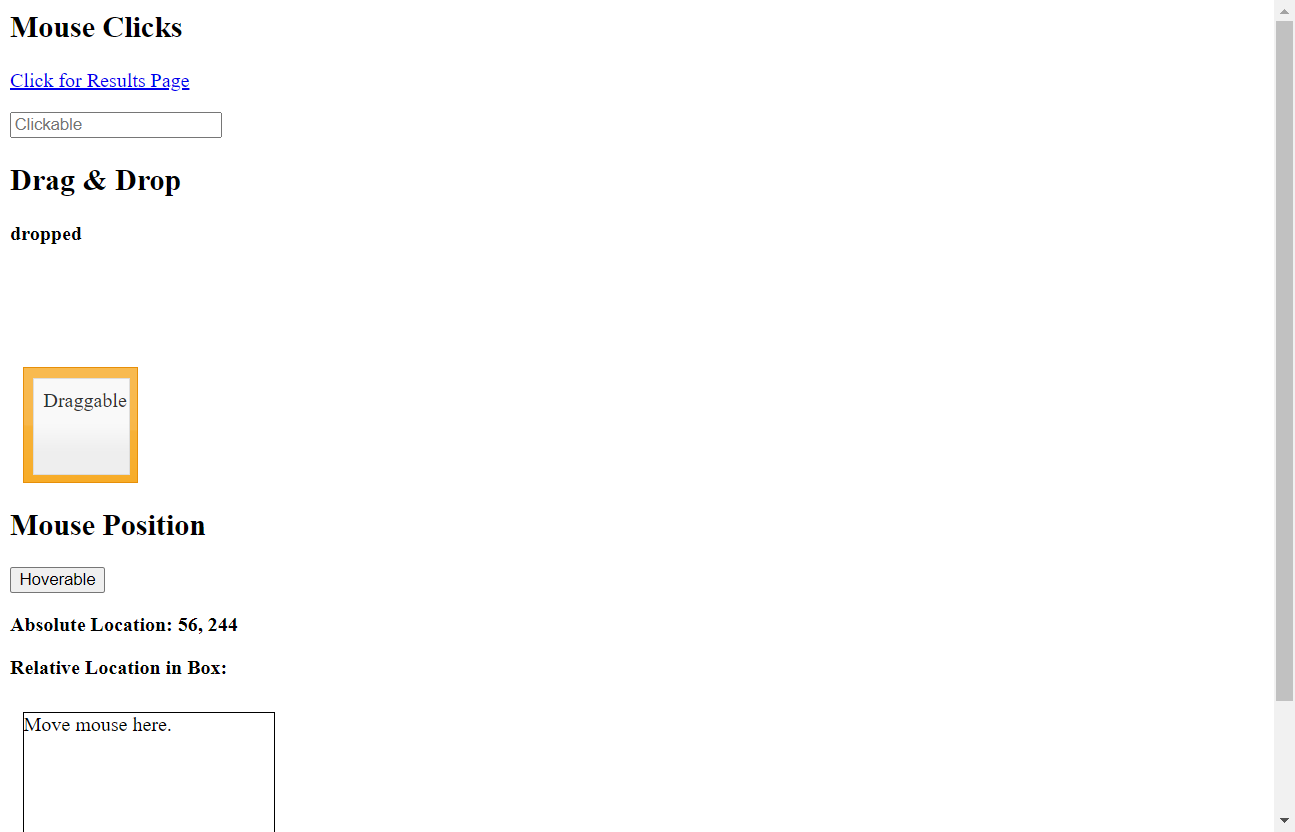 Mouse Clicks
Click for Results Page
Clickable
Drag & Drop
dropped
Draggable
Mouse Position
Hoverable
Absolute Location: 56, 244
Relative Location in Box:
Move mouse here.